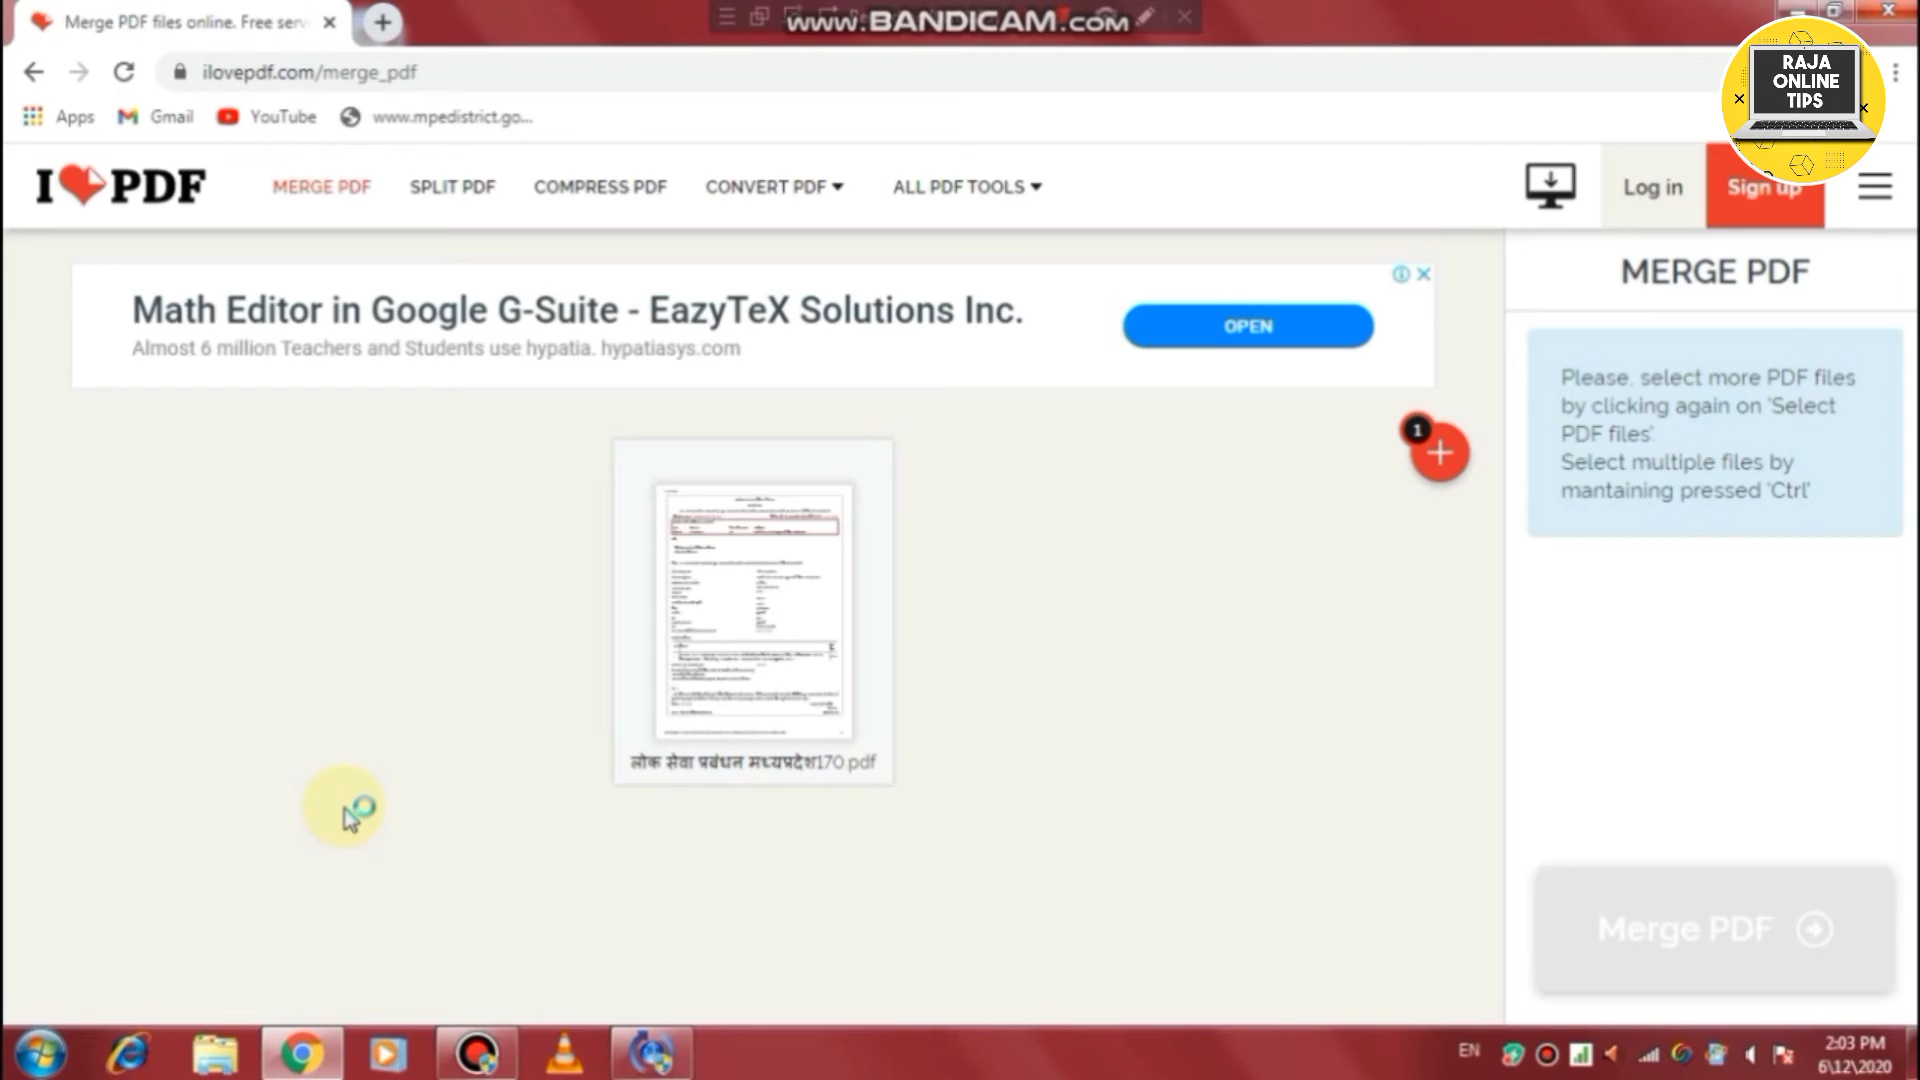 Merge PDF files online. Free serv
www.BANDICAM.com
ilovepdf.com/merge_pdf
RAJA
ONLINE
TIPS
Apps
Gmail
YouTube
www.mpedistrict.go...
I PDF
MERGE PDF
SPLIT PDF
COMPRESS PDF
CONVERT PDF
ALL PDF TOOLS
Log in
Sign up
Math Editor in Google G-Suite - EazyTeX Solutions Inc.
Almost 6 million Teachers and Students use hypatia. hypatiasys.com
OPEN
MERGE PDF
Please, select more PDF files
by clicking again on 'Select
PDF files'.
Select multiple files by
mantaining pressed 'Ctrl'
1
लोक सेवा प्रबंधन मध्यप्रदेश170.pdf
Merge PDF
EN
2:03 PM
6\12\2020